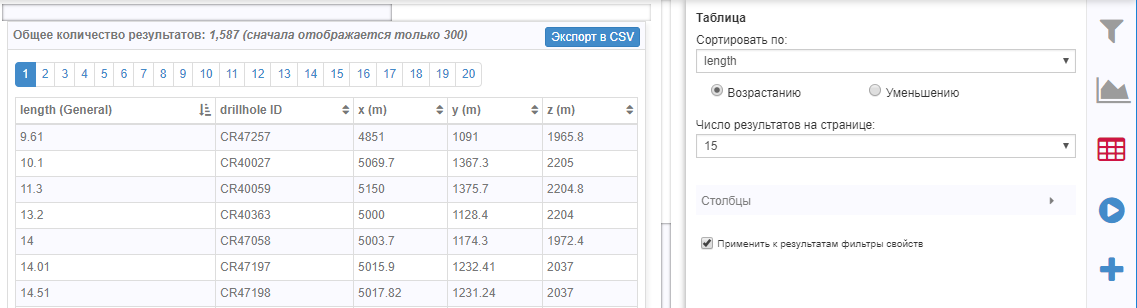 Общее количество результатов: 1,587 (сначала отображается только 300)
Экспорт в CSV
1 2 3 4 5 6 7 8 9 10 11 12 13 14 15 16 17 18 19 20
length (General) drillhole ID x (m) y (m) z (m)
9.61 CR47257 4851 1091 1965.8
10.1 CR40027 5069.7 1367.3 2205
11.3 CR40059 5150 1375.7 2204.8
13.2 CR40363 5000 1128.4 2204
14 CR47058 5003.7 1174.3 1972.4
14.01 CR47197 5015.9 1232.41 2037
14.51 CR47198 5017.82 1231.24 2037
Таблица
Сортировать по:
length
Возрастанию Уменьшению
Число результатов на странице:
15
Столбцы
Применить к результатам фильтры свойств